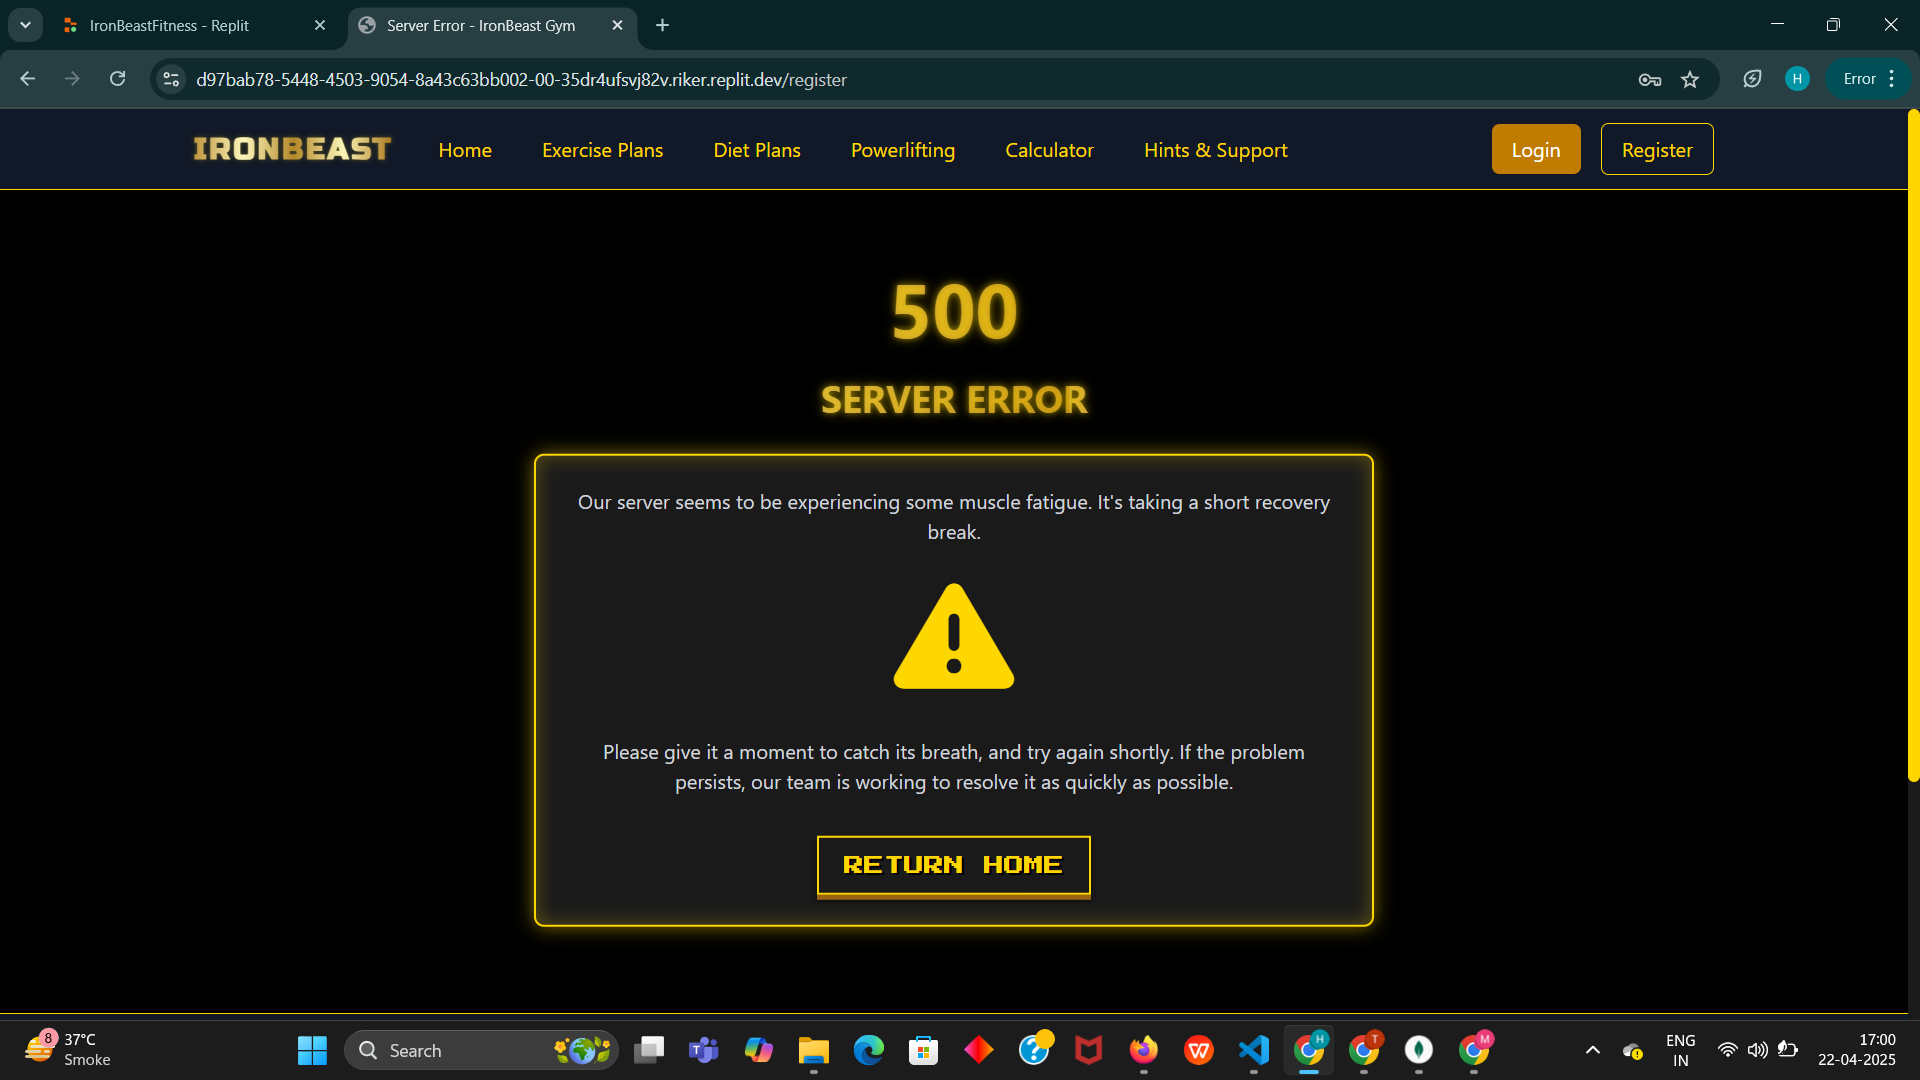 IronBeastFitness - Replit
Server Error - IronBeast Gym
d97bab78-5448-4503-9054-8a43c63bb002-00-35dr4ufsvj82v.riker.replit.dev/register
H
Error
IRONBEAST
Home
Exercise Plans
Diet Plans
Powerlifting
Calculator
Hints & Support
Login
Register
500
SERVER ERROR
Our server seems to be experiencing some muscle fatigue. It's taking a short recovery
break.
Please give it a moment to catch its breath, and try again shortly. If the problem
persists, our team is working to resolve it as quickly as possible.
RETURN HOME
8
37°C
Smoke
Search
T
W
H
T
M
ENG
IN
17:00
22-04-2025